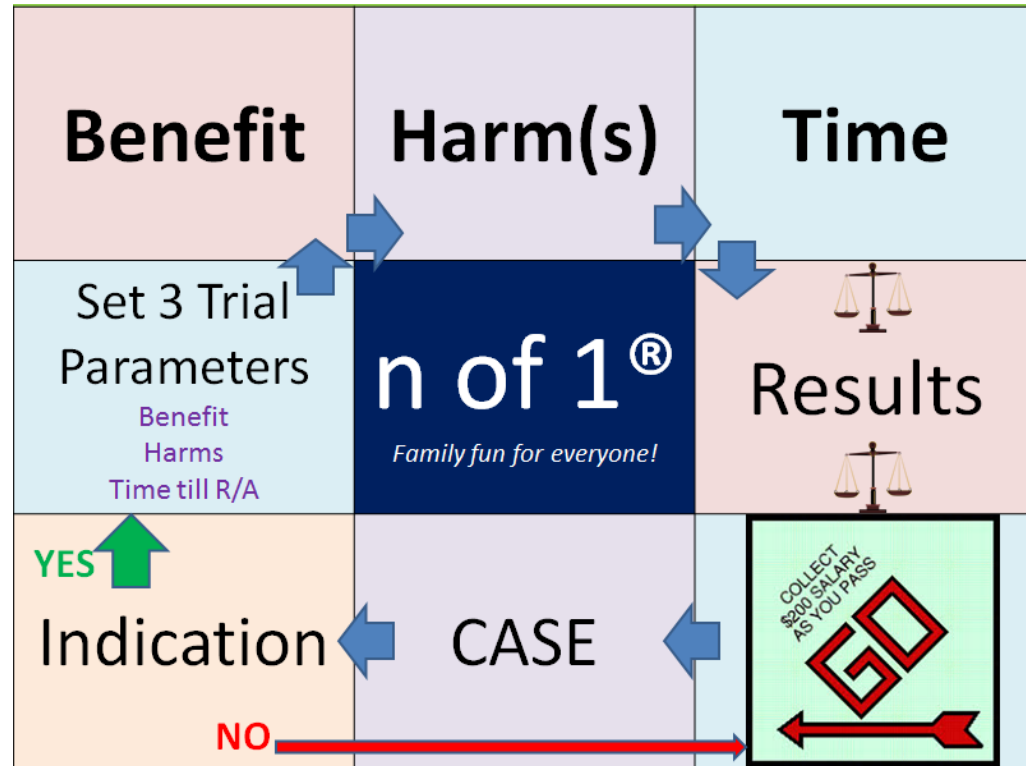 Benefit
Harm(s)
Time
Set 3 Trial
Parameters
Benefit
Harms
Time till R/A
n of 1®
Family fun for everyone!
Results
YES
Indication
NO
CASE
COLLECT
$200 SALARY
AS YOU PASS
GO